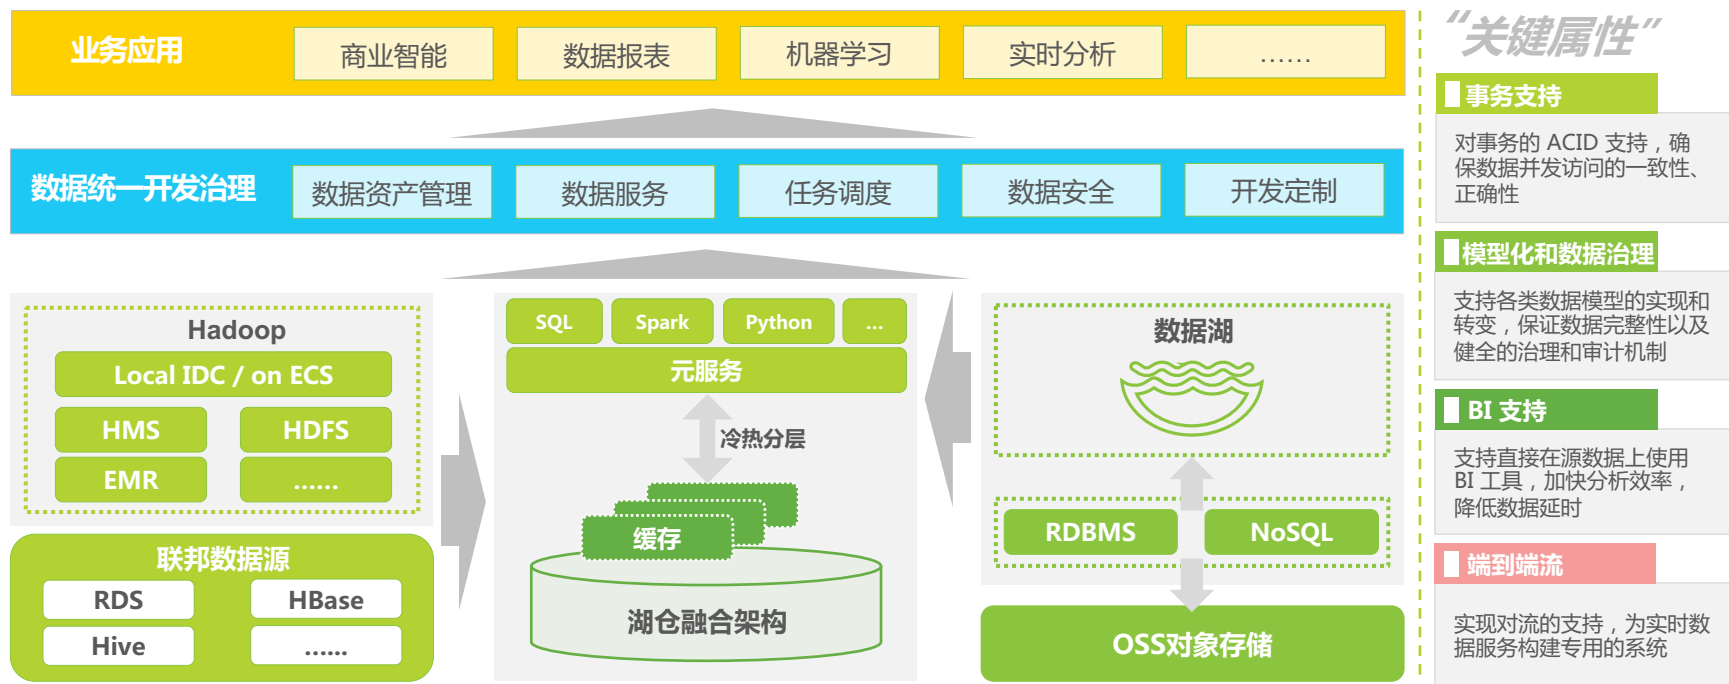 业务应用
商业智能
数据报表
机器学习
实时分析
……
数据统一开发治理
数据资产管理
数据服务
任务调度
数据安全
开发定制
Hadoop
Local IDC / on ECS
HMS
HDFS
EMR
……
联邦数据源
RDS
HBase
Hive
……
SQL
Spark
Python
…
元服务
冷热分层
缓存
湖仓融合架构
数据湖
RDBMS
NoSQL
OSS对象存储
“关键属性”
事务支持
对事务的 ACID 支持，确
保数据并发访问的一致性、
正确性
模型化和数据治理
支持各类数据模型的实现和
转变，保证数据完整性以及
健全的治理和审计机制
BI 支持
支持直接在源数据上使用
BI 工具，加快分析效率，
降低数据延时
端到端流
实现对流的支持，为实时数
据服务构建专用的系统